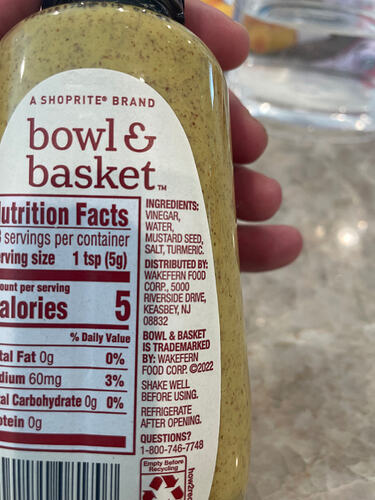 A SHOPRITE® BRAND
bowl &
basket™
utrition Facts
servings per container
erving size 1 tsp (5g)
ount per serving
alories 5
% Daily Value
tal Fat 0g 0%
dium 60mg 3%
al Carbohydrate 0g 0%
otein 0g
INGREDIENTS:
VINEGAR,
WATER,
MUSTARD SEED,
SALT, TURMERIC.
DISTRIBUTED BY:
WAKEFERN FOOD
CORP., 5000
RIVERSIDE DRIVE,
KEASBEY, NJ
08832
BOWL & BASKET
IS TRADEMARKED
BY: WAKEFERN
FOOD CORP. ©2022
SHAKE WELL
BEFORE USING.
REFRIGERATE
AFTER OPENING.
QUESTIONS?
1-800-746-7748
Empty Before
Recycling
how2rec